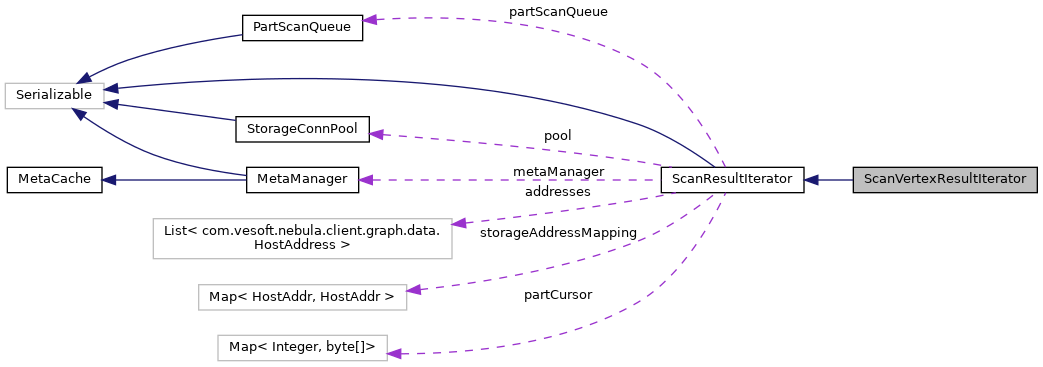 partScanQueue
PartScanQueue
Serializable
StorageConnPool
pool
MetaCache
MetaManager
metaManager
ScanResultIterator
ScanVertexResultIterator
addresses
List< com.vesoft.nebula.client.graph.data.
HostAddress >
storageAddressMapping
Map< HostAddr, HostAddr >
partCursor
Map< Integer, byte[]>